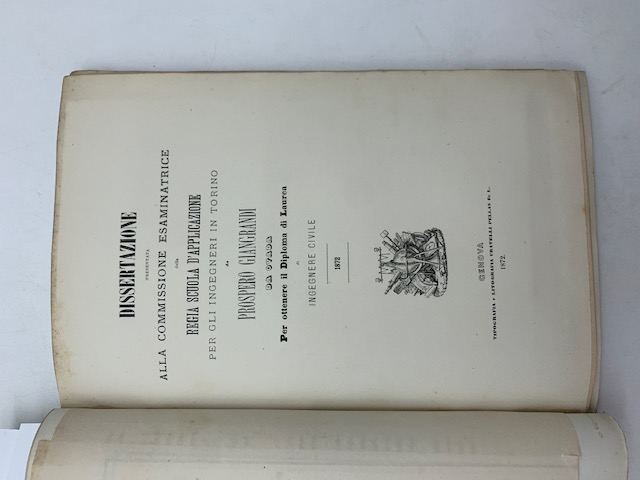 DISSERTAZIONE
PRESENTATA
ALLA COMMISSIONE ESAMINATRICE
della
REGIA SCUOLA D'APPLICAZIONE
PER GLI INGEGNERI IN TORINO
da
PROSPERO GIANGRANDI
DA OVADA
Per ottenere il Diploma di Laurea
di
INGEGNERE CIVILE
1872
GENOVA
TIPOGRAFIA E LITOGRAFIA FRATELLI PELLAS fu L.
1872.